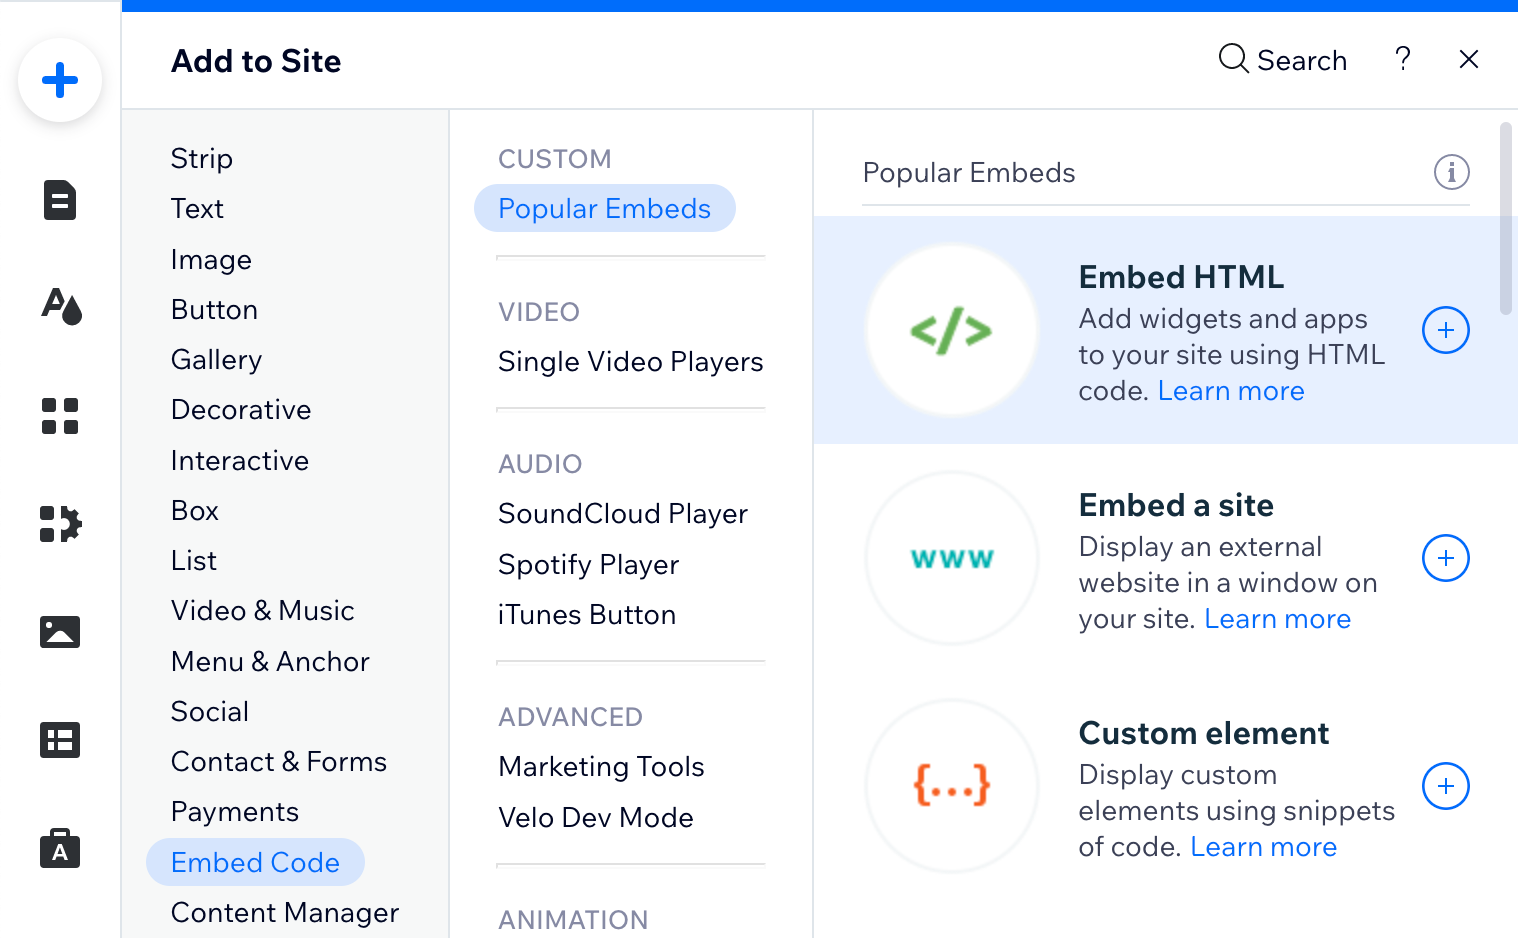 Add to Site
Search
?
Strip
Text
Image
Button
Gallery
Decorative
Interactive
Box
List
Video & Music
Menu & Anchor
Social
Contact & Forms
Payments
Embed Code
Content Manager
CUSTOM
Popular Embeds
VIDEO
Single Video Players
AUDIO
SoundCloud Player
Spotify Player
iTunes Button
ADVANCED
Marketing Tools
Velo Dev Mode
ANIMATION
Popular Embeds
i
</>
Embed HTML
Add widgets and apps
to your site using HTML
code. Learn more
www
Embed a site
Display an external
website in a window on
your site. Learn more
{...}
Custom element
Display custom
elements using snippets
of code. Learn more
A
A